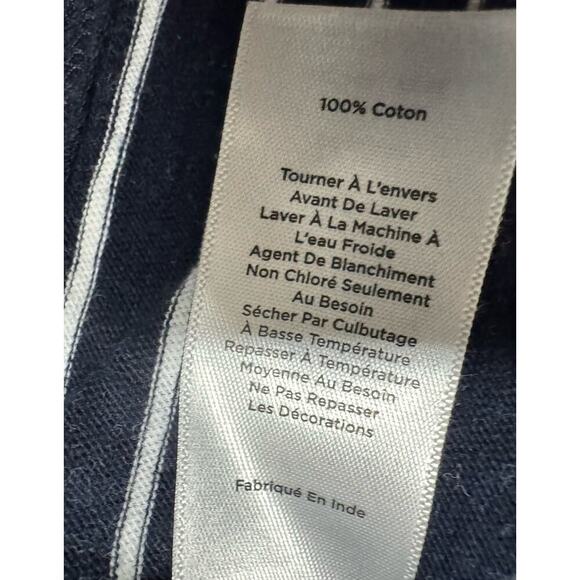 100% Coton
Tourner À L'envers
Avant De Laver
Laver À La Machine À
L'eau Froide
Agent De Blanchiment
Non Chloré Seulement
Au Besoin
Sécher Par Culbutage
À Basse Température
Repasser À Température
Moyenne Au Besoin
Ne Pas Repasser
Les Décorations
Fabriqué En Inde